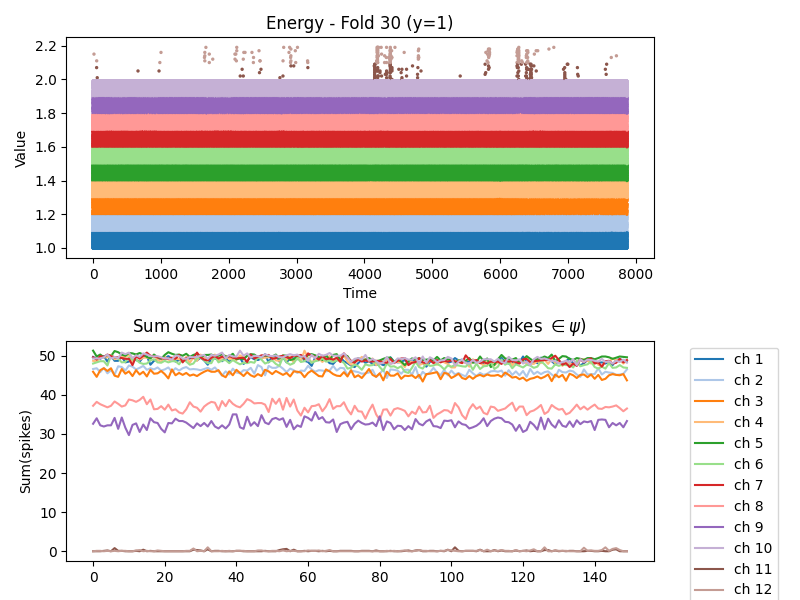 Energy - Fold 30 (y=1)
Value
2.2
2.0
1.8
1.6
1.4
1.2
1.0
0 1000 2000 3000 4000 5000 6000 7000 8000
Time
Sum over timewindow of 100 steps of avg(spikes ∈ ψ)
Sum(spikes)
50
40
30
20
10
0
0 20 40 60 80 100 120 140
ch 1
ch 2
ch 3
ch 4
ch 5
ch 6
ch 7
ch 8
ch 9
ch 10
ch 11
ch 12